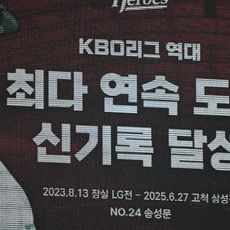 Heroes
KBO리그 역대
최다 연속 도
신기록 달성
2023.8.13 잠실 LG전 - 2025.6.27 고척 삼성
NO.24 송성문